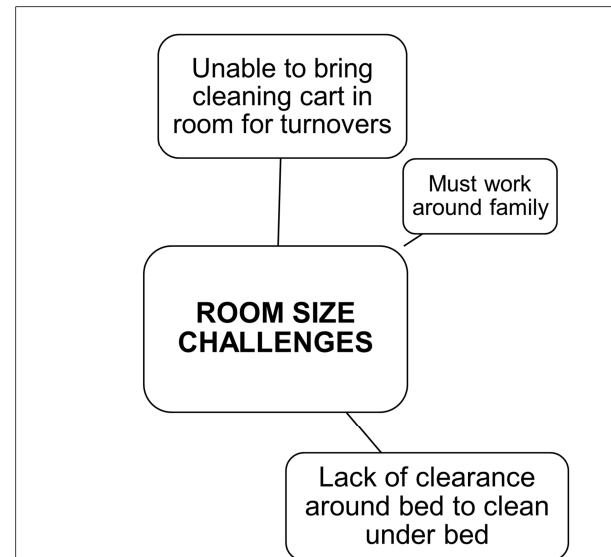 Unable to bring
cleaning cart in
room for turnovers
Must work
around family
ROOM SIZE
CHALLENGES
Lack of clearance
around bed to clean
under bed